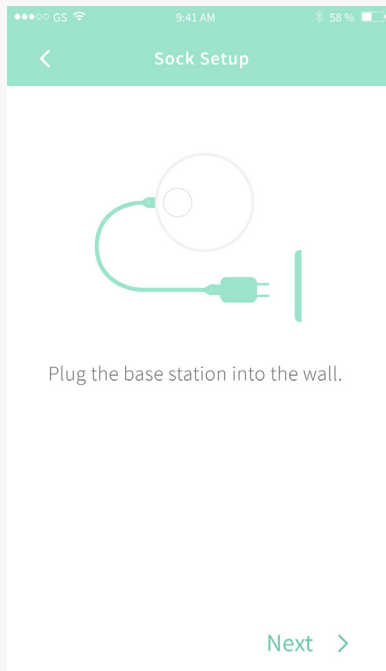 GS 9:41 AM 58 %
Sock Setup
Plug the base station into the wall.
Next